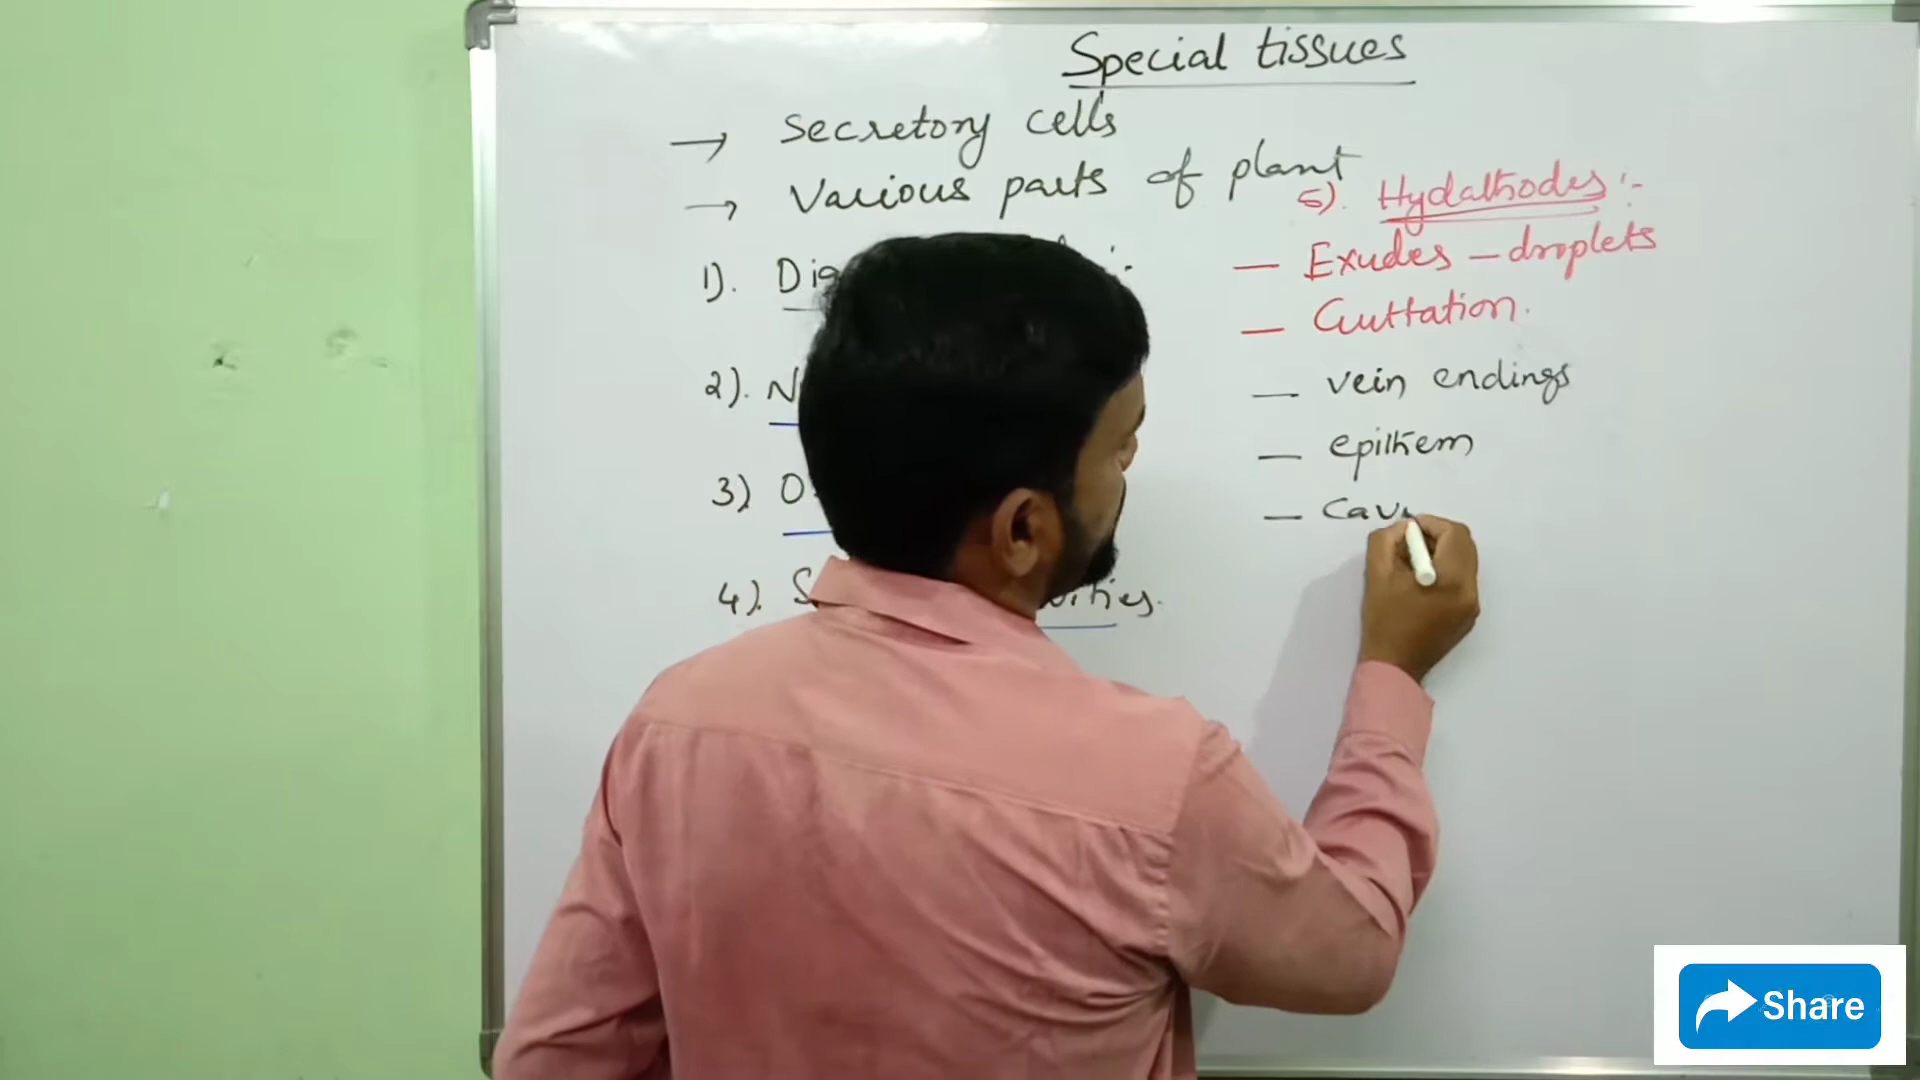 Special tissues
→ secretory cells
→ Various parts of plant
1).
2).
3)
4).
5). Hydathodes :-
— Exudes – droplets
— Guttation.
— vein endings
— epithem
— Cav
Share